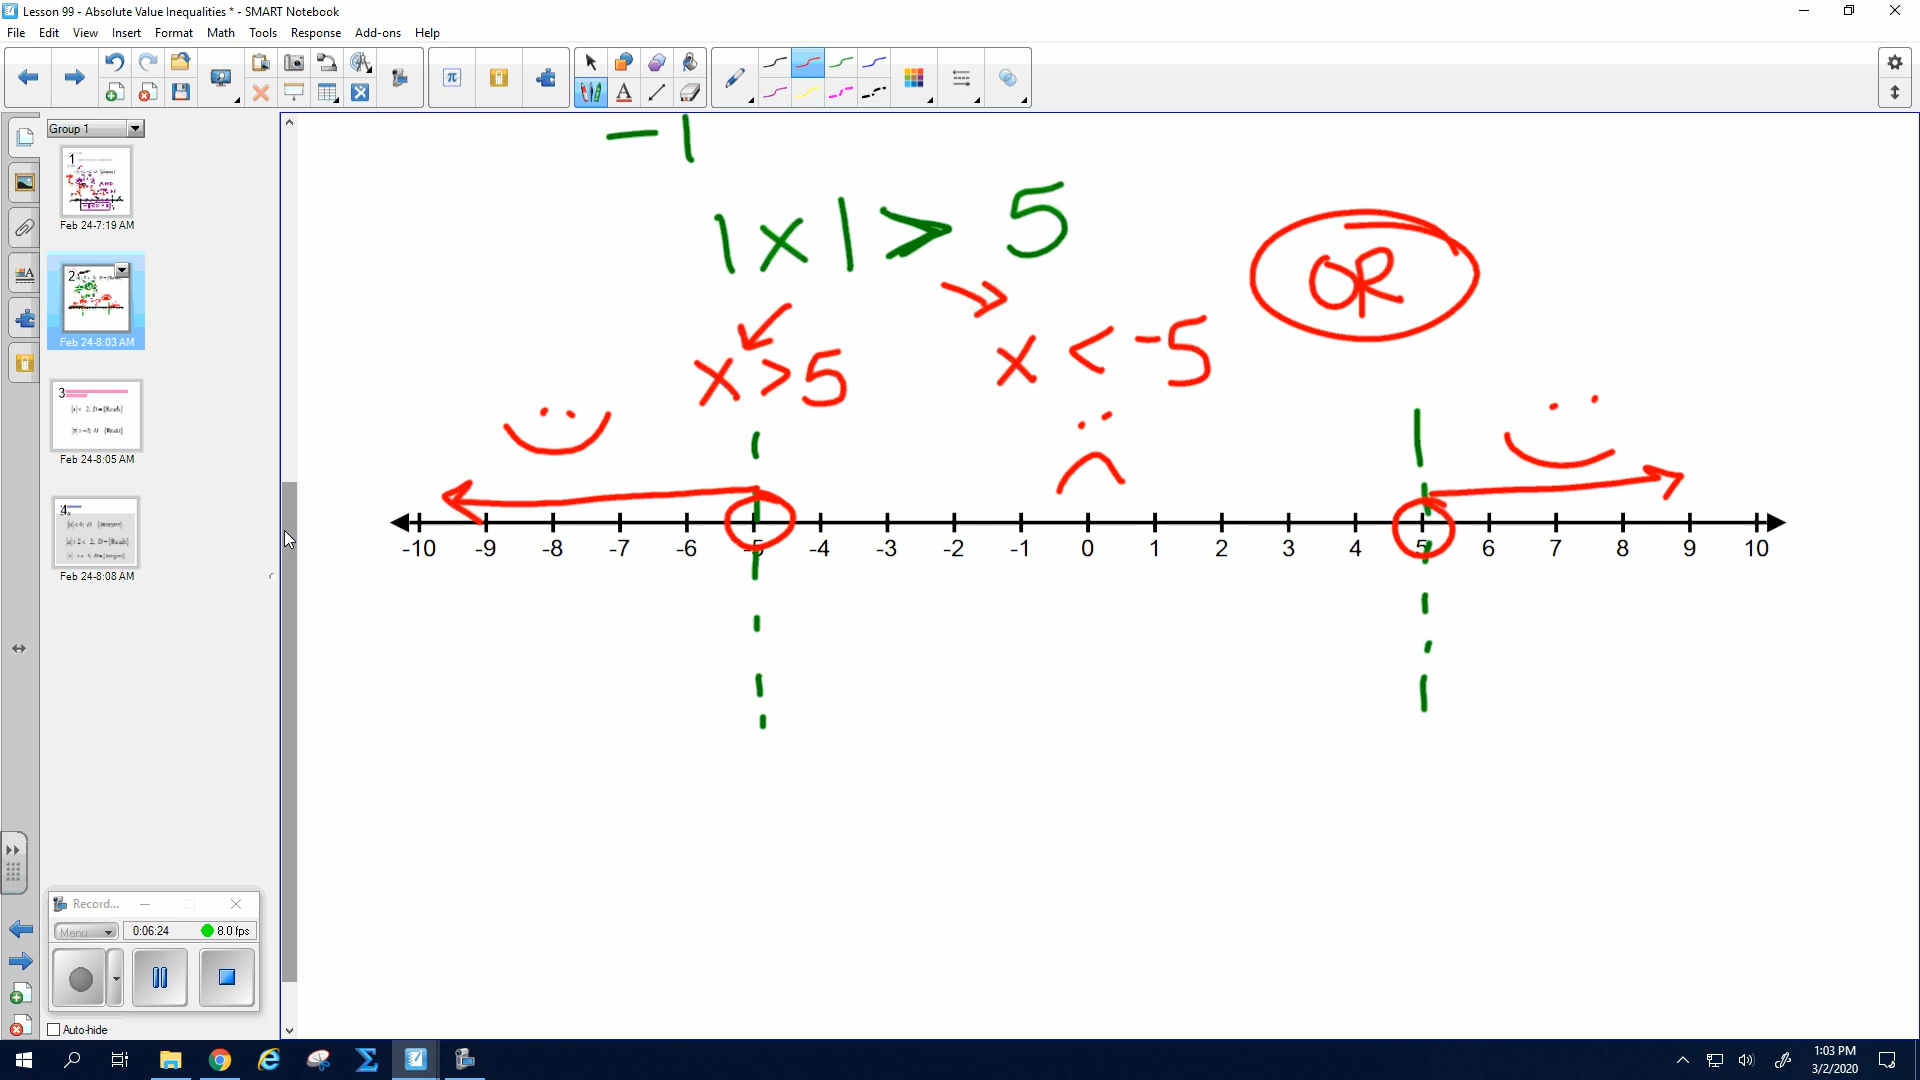 Lesson 99 - Absolute Value Inequalities * - SMART Notebook
File Edit View Insert Format Math Tools Response Add-ons Help
Group 1
1
Feb 24-7:19 AM
2
Feb 24-8:03 AM
3
Feb 24-8:05 AM
4
Feb 24-8:08 AM
-1
|x| > 5
OR
x > 5
x < -5
-10 -9 -8 -7 -6 -5 -4 -3 -2 -1 0 1 2 3 4 5 6 7 8 9 10
Record...
Menu 0:06:24 8.0 fps
Auto-hide
1:03 PM
3/2/2020